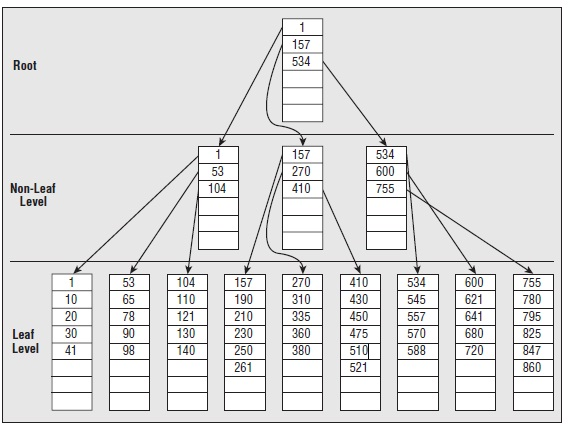 1
157
Root 534
1 157 534
53 270 600
Non-Leaf Level 104 410 755
1 53 104 157 270 410 534 600 755
10 65 110 190 310 430 545 621 780
20 78 121 210 335 450 557 641 795
Leaf 30 90 130 230 360 475 570 680 825
Level 41 98 140 250 380 510 588 720 847
261 521 860